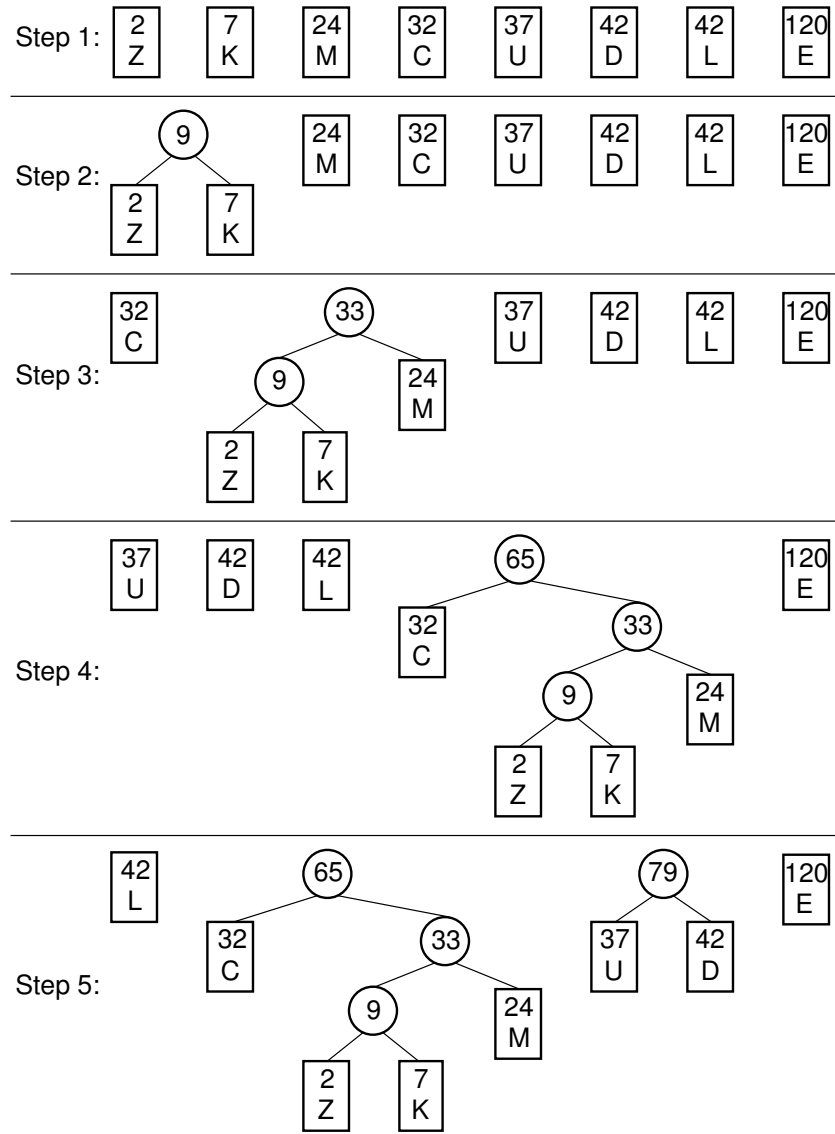 Step 1:
2 7 24 32 37 42 42 120
Z K M C U D L E
Step 2:
9
24 32 37 42 42 120
M C U D L E
2 7
Z K
Step 3:
32 33 37 42 42 120
C U D L E
9 24
M
2 7
Z K
Step 4:
37 42 42 65 120
U D L E
32 33
C
9 24
M
2 7
Z K
Step 5:
42 65 79 120
L E
32 33 37 42
C U D
9 24
M
2 7
Z K